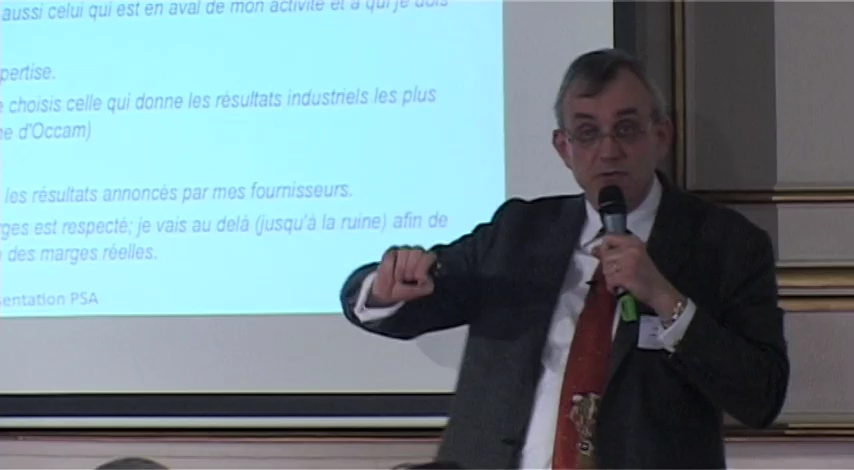 aussi celui qui est en aval de mon activité et à qui je dois
pertise.
choisis celle qui donne les résultats industriels les plus
d'Occam)
les résultats annoncés par mes fournisseurs.
rges est respecté; je vais au delà (jusqu'à la ruine) afin de
des marges réelles.
sentation PSA